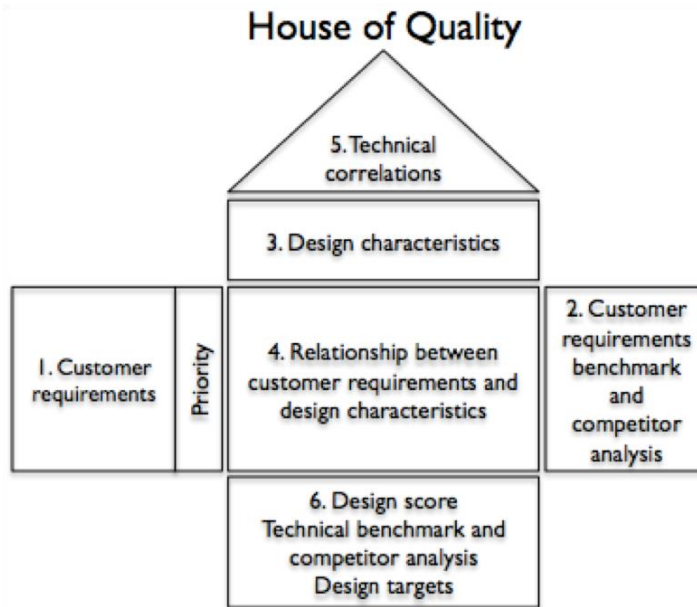 House of Quality
5. Technical
correlations
3. Design characteristics
1. Customer
requirements
Priority
4. Relationship between
customer requirements and
design characteristics
2. Customer
requirements
benchmark
and
competitor
analysis
6. Design score
Technical benchmark and
competitor analysis
Design targets